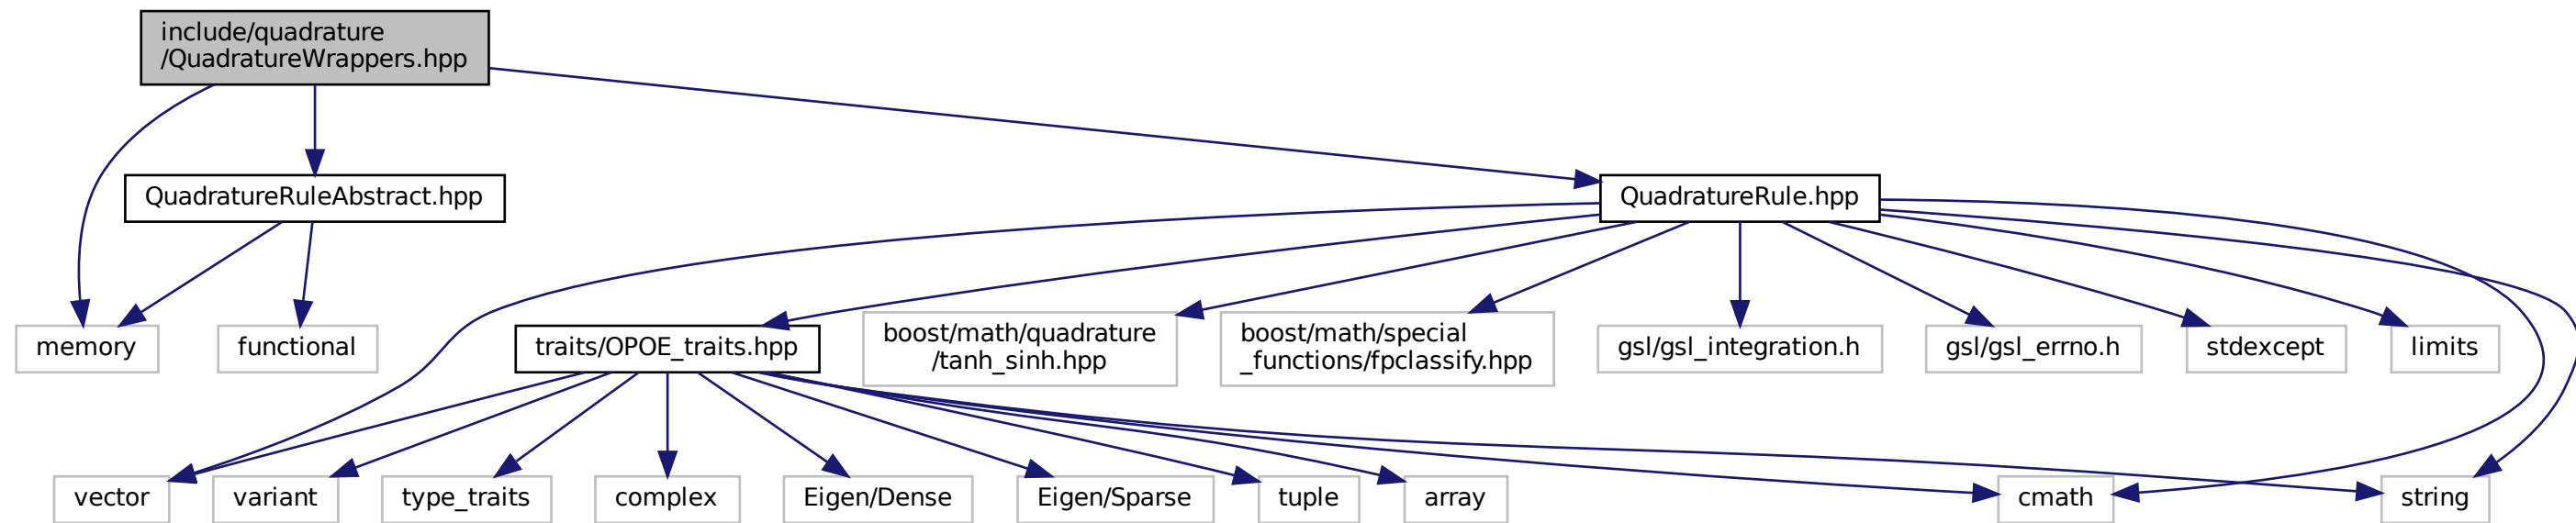 include/quadrature
/QuadratureWrappers.hpp
QuadratureRuleAbstract.hpp
QuadratureRule.hpp
memory
functional
traits/OPOE_traits.hpp
boost/math/quadrature
/tanh_sinh.hpp
boost/math/special
_functions/fpclassify.hpp
gsl/gsl_integration.h
gsl/gsl_errno.h
stdexcept
limits
vector
variant
type_traits
complex
Eigen/Dense
Eigen/Sparse
tuple
array
cmath
string